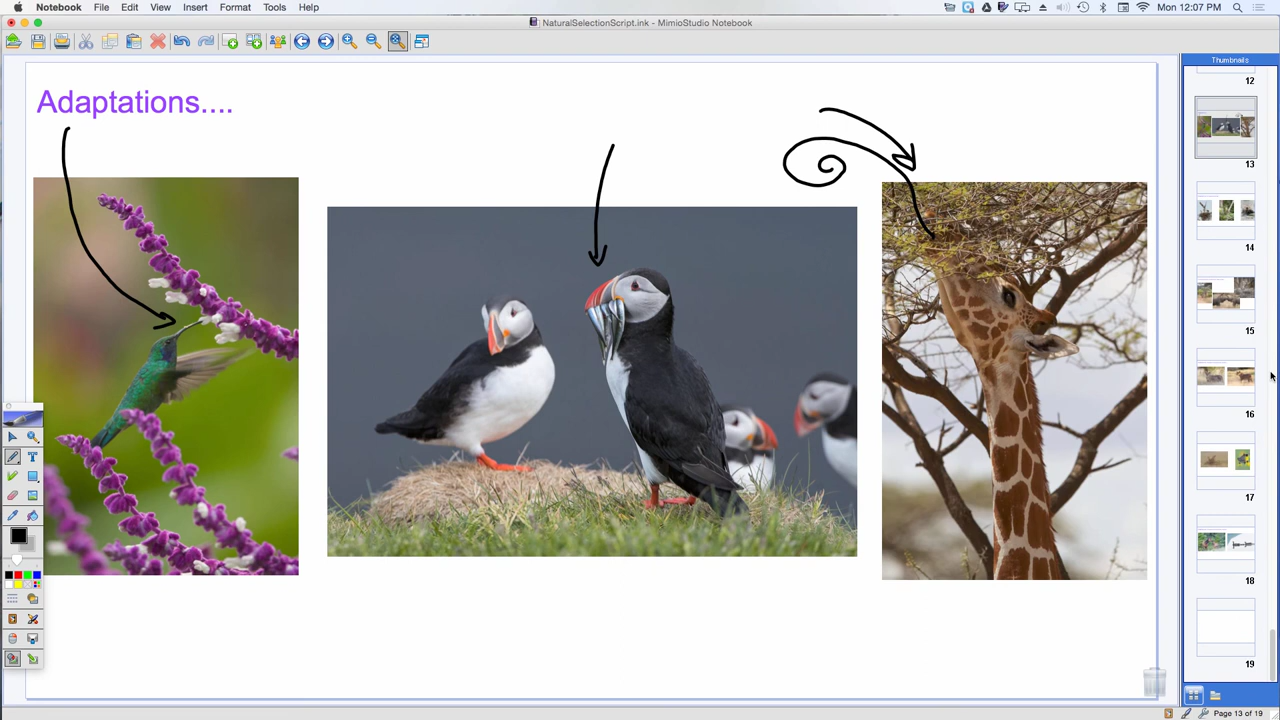 Notebook File Edit View Insert Format Tools Help Mon 12:07 PM
NaturalSelectionScript.ink - MimioStudio Notebook
Thumbnails
Adaptations....
12
13
14
15
16
17
18
19
Page 13 of 19